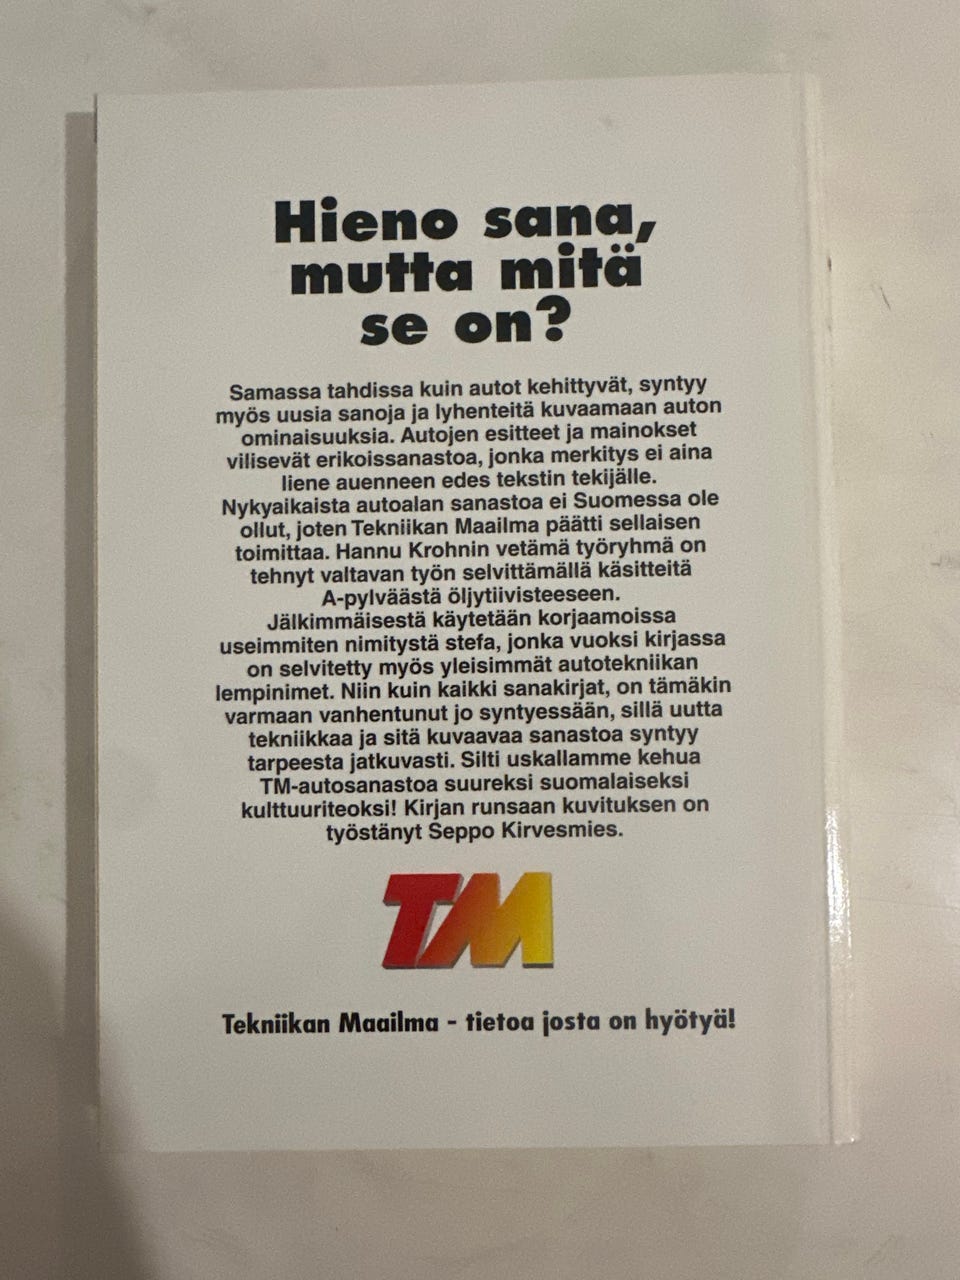 Hieno sana,
mutta mitä
se on?
Samassa tahdissa kuin autot kehittyvät, syntyy
myös uusia sanoja ja lyhenteitä kuvaamaan auton
ominaisuuksia. Autojen esitteet ja mainokset
vilisevät erikoissanastoa, jonka merkitys ei aina
liene auenneen edes tekstin tekijälle.
Nykyaikaista autoalan sanastoa ei Suomessa ole
ollut, joten Tekniikan Maailma päätti sellaisen
toimittaa. Hannu Krohnin vetämä työryhmä on
tehnyt valtavan työn selvittämällä käsitteitä
A-pylväästä öljytiivisteeseen.
Jälkimmäisestä käytetään korjaamoissa
useimmiten nimitystä stefa, jonka vuoksi kirjassa
on selvitetty myös yleisimmät autotekniikan
lempinimet. Niin kuin kaikki sanakirjat, on tämäkin
varmaan vanhentunut jo syntyessään, sillä uutta
tekniikkaa ja sitä kuvaavaa sanastoa syntyy
tarpeesta jatkuvasti. Silti uskallamme kehua
TM-autosanastoa suureksi suomalaiseksi
kulttuuriteoksi! Kirjan runsaan kuvituksen on
työstänyt Seppo Kirvesmies.
TM
Tekniikan Maailma - tietoa josta on hyötyä!